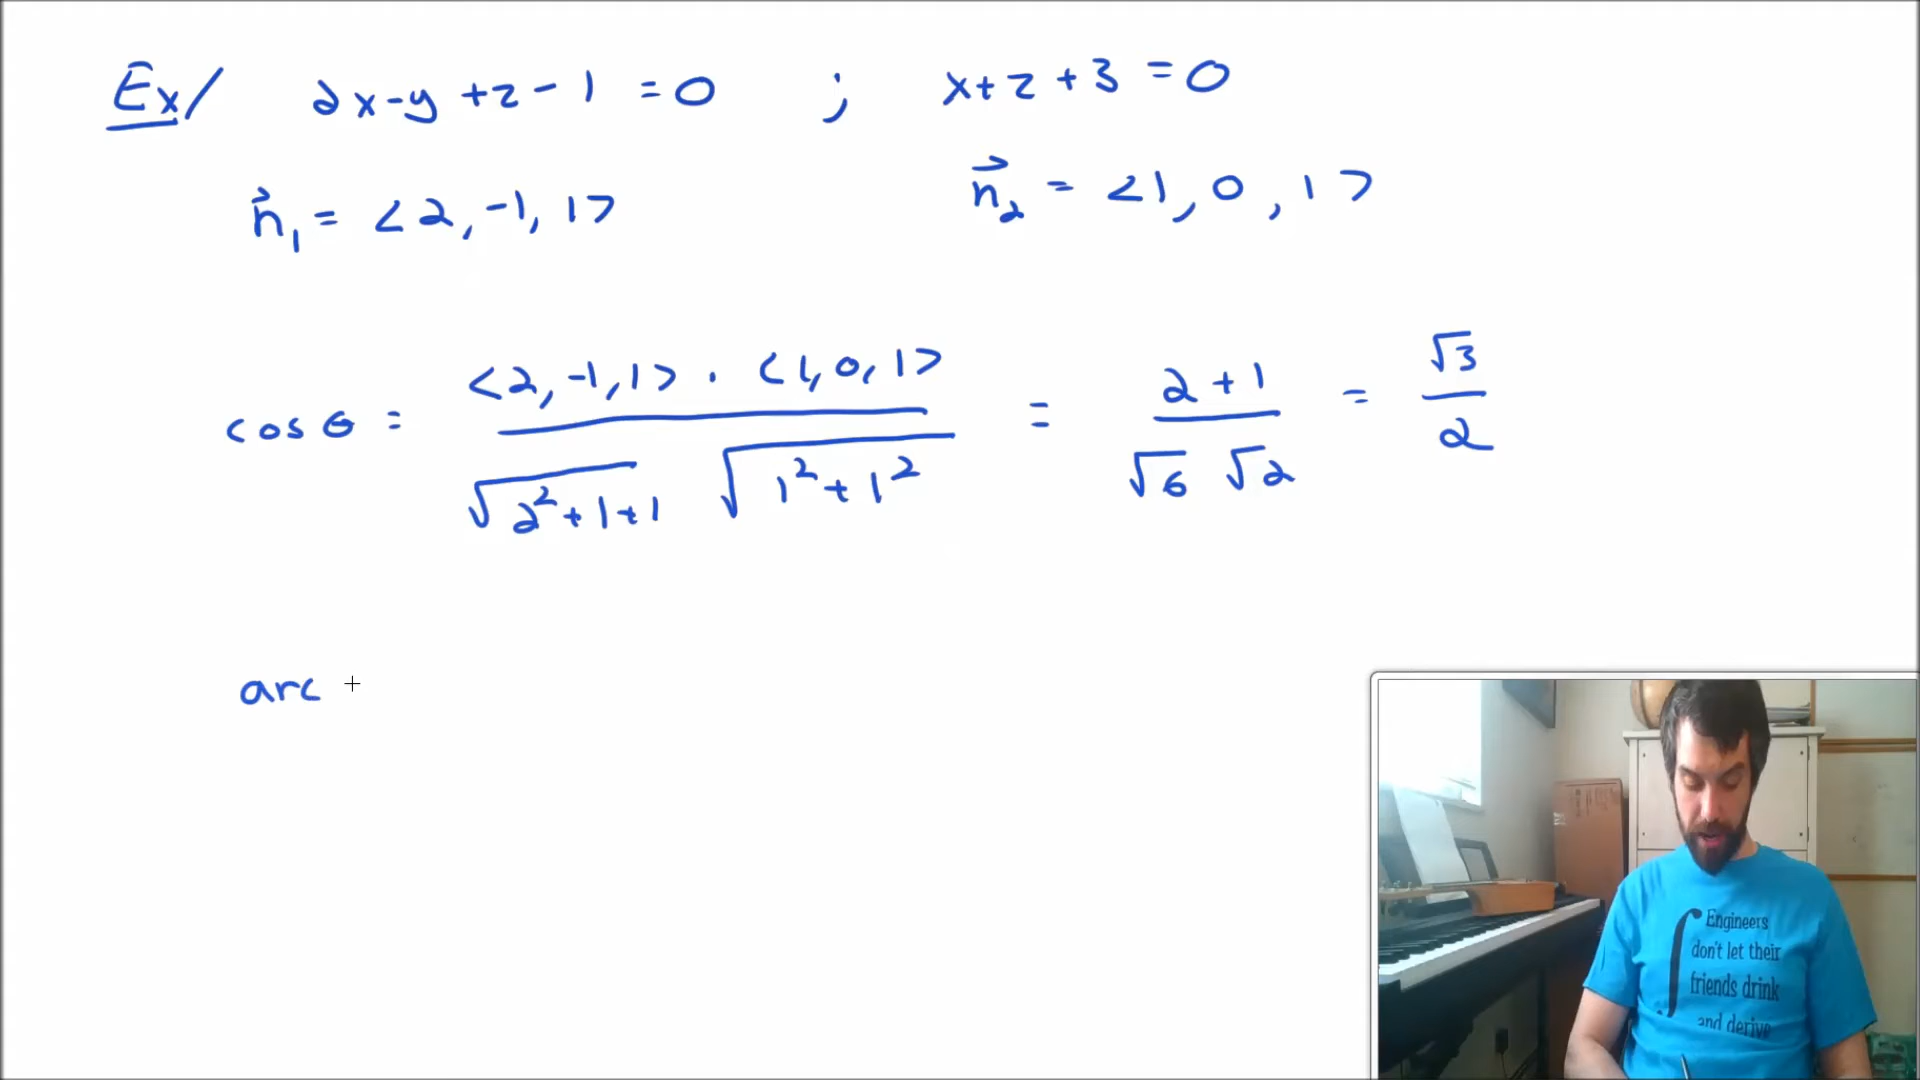 Ex/ 2x-y+z-1=0 ; x+z+3=0
n⃗₁ = <2, -1, 1> n⃗₂ = <1, 0, 1>
cos θ = (<2, -1, 1> · <1, 0, 1>) / (√(2²+1+1) √(1²+1²)) = (2+1) / (√6 √2) = √3 / 2
arc
∫ Engineers
don't let their
friends drink
and derive